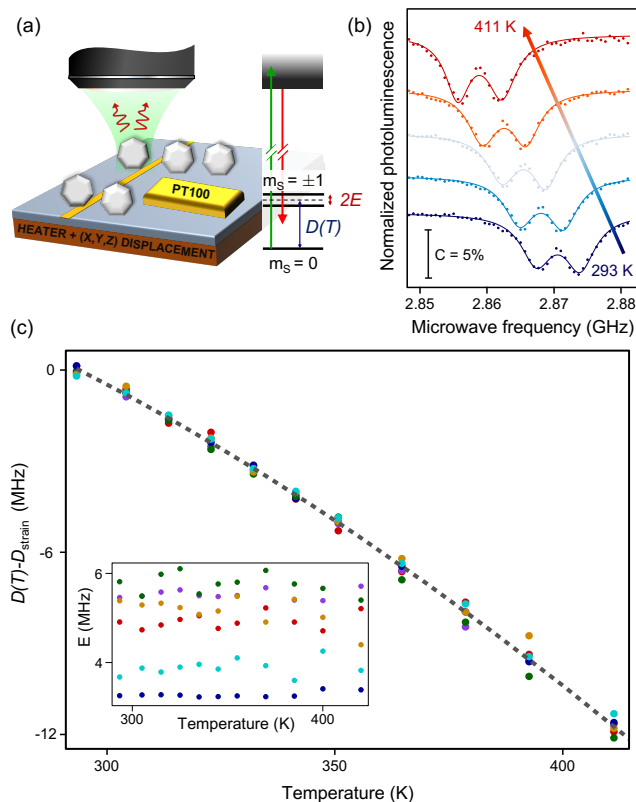 (a)
PT100
HEATER + (X,Y,Z) DISPLACEMENT
mS = ±1
2E
D(T)
mS = 0
(b)
Normalized photoluminescence
411 K
C = 5%
293 K
2.85 2.86 2.87 2.88
Microwave frequency (GHz)
(c)
D(T)-Dstrain (MHz)
0
-6
-12
E (MHz)
6
4
300 400
Temperature (K)
300 350 400
Temperature (K)